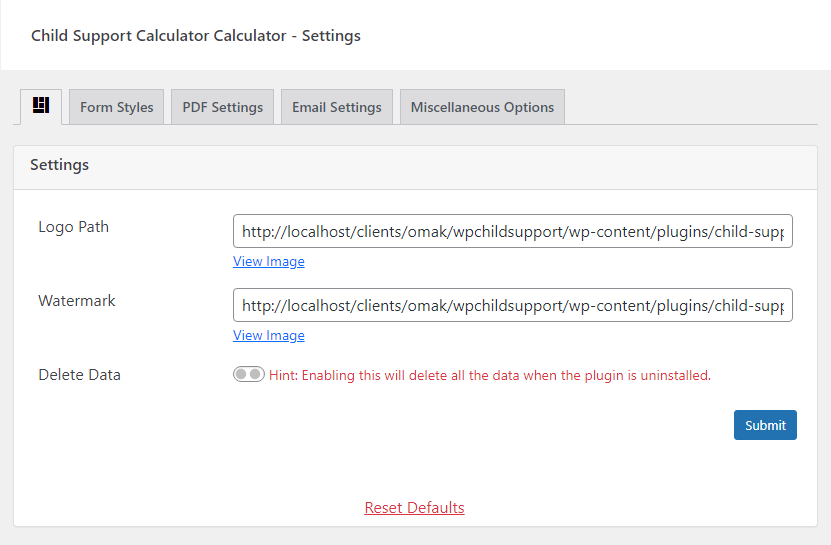 Child Support Calculator Calculator - Settings
Form Styles PDF Settings Email Settings Miscellaneous Options
Settings
Logo Path http://localhost/clients/omak/wpchildsupport/wp-content/plugins/child-supp
View Image
Watermark http://localhost/clients/omak/wpchildsupport/wp-content/plugins/child-supp
View Image
Delete Data Hint: Enabling this will delete all the data when the plugin is uninstalled.
Submit
Reset Defaults